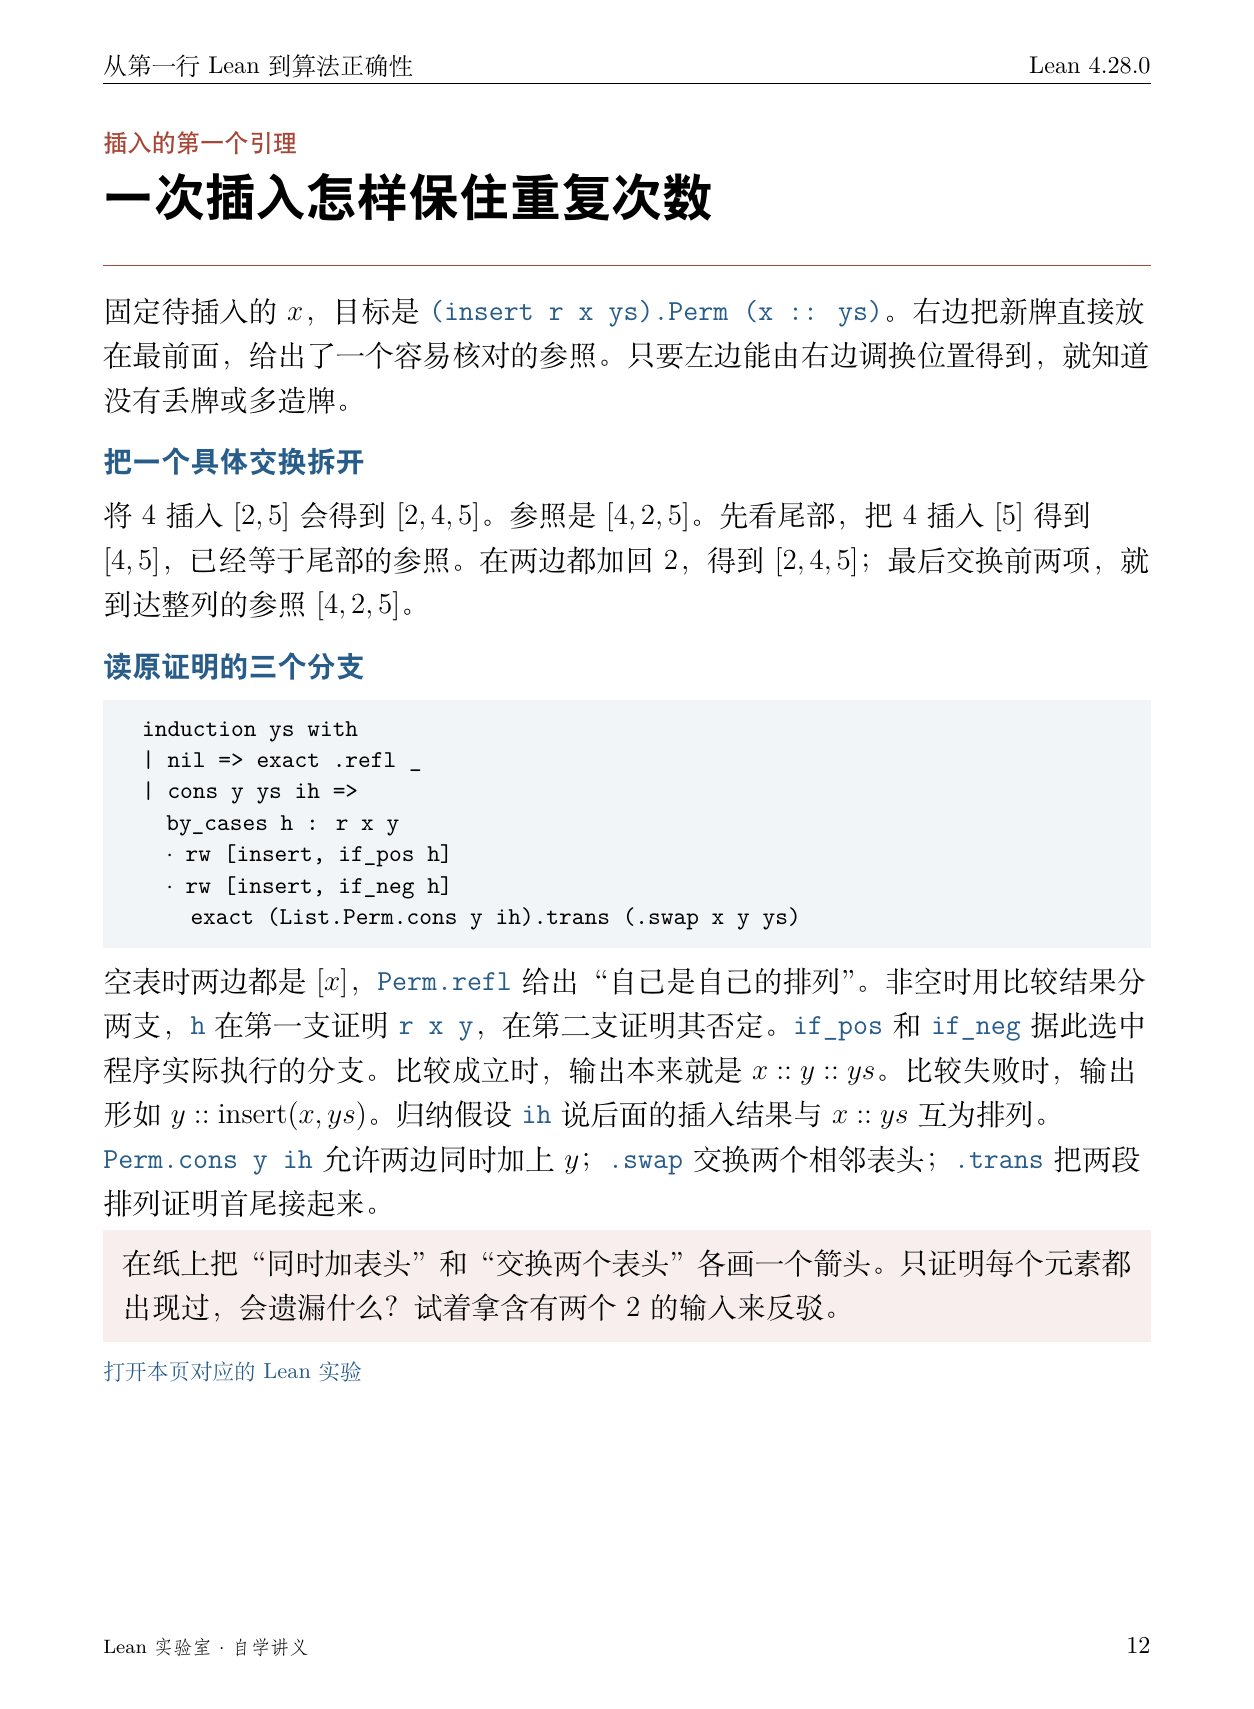 从第一行 Lean 到算法正确性
Lean 4.28.0
插入的第一个引理
一次插入怎样保住重复次数
固定待插入的 x，目标是 (insert r x ys).Perm (x :: ys)。右边把新牌直接放
在最前面，给出了一个容易核对的参照。只要左边能由右边调换位置得到，就知道
没有丢牌或多造牌。
把一个具体交换拆开
将 4 插入 [2, 5] 会得到 [2, 4, 5]。参照是 [4, 2, 5]。先看尾部，把 4 插入 [5] 得到
[4, 5]，已经等于尾部的参照。在两边都加回 2，得到 [2, 4, 5]；最后交换前两项，就
到达整列的参照 [4, 2, 5]。
读原证明的三个分支
induction ys with
| nil => exact .refl _
| cons y ys ih =>
by_cases h : r x y
· rw [insert, if_pos h]
· rw [insert, if_neg h]
exact (List.Perm.cons y ih).trans (.swap x y ys)
空表时两边都是 [x]，Perm.refl 给出“自己是自己的排列”。非空时用比较结果分
两支，h 在第一支证明 r x y，在第二支证明其否定。if_pos 和 if_neg 据此选中
程序实际执行的分支。比较成立时，输出本来就是 x :: y :: ys。比较失败时，输出
形如 y :: insert(x, ys)。归纳假设 ih 说后面的插入结果与 x :: ys 互为排列。
Perm.cons y ih 允许两边同时加上 y；.swap 交换两个相邻表头；.trans 把两段
排列证明首尾接起来。
在纸上把“同时加表头”和“交换两个表头”各画一个箭头。只证明每个元素都
出现过，会遗漏什么？试着拿含有两个 2 的输入来反驳。
打开本页对应的 Lean 实验
Lean 实验室 · 自学讲义
12